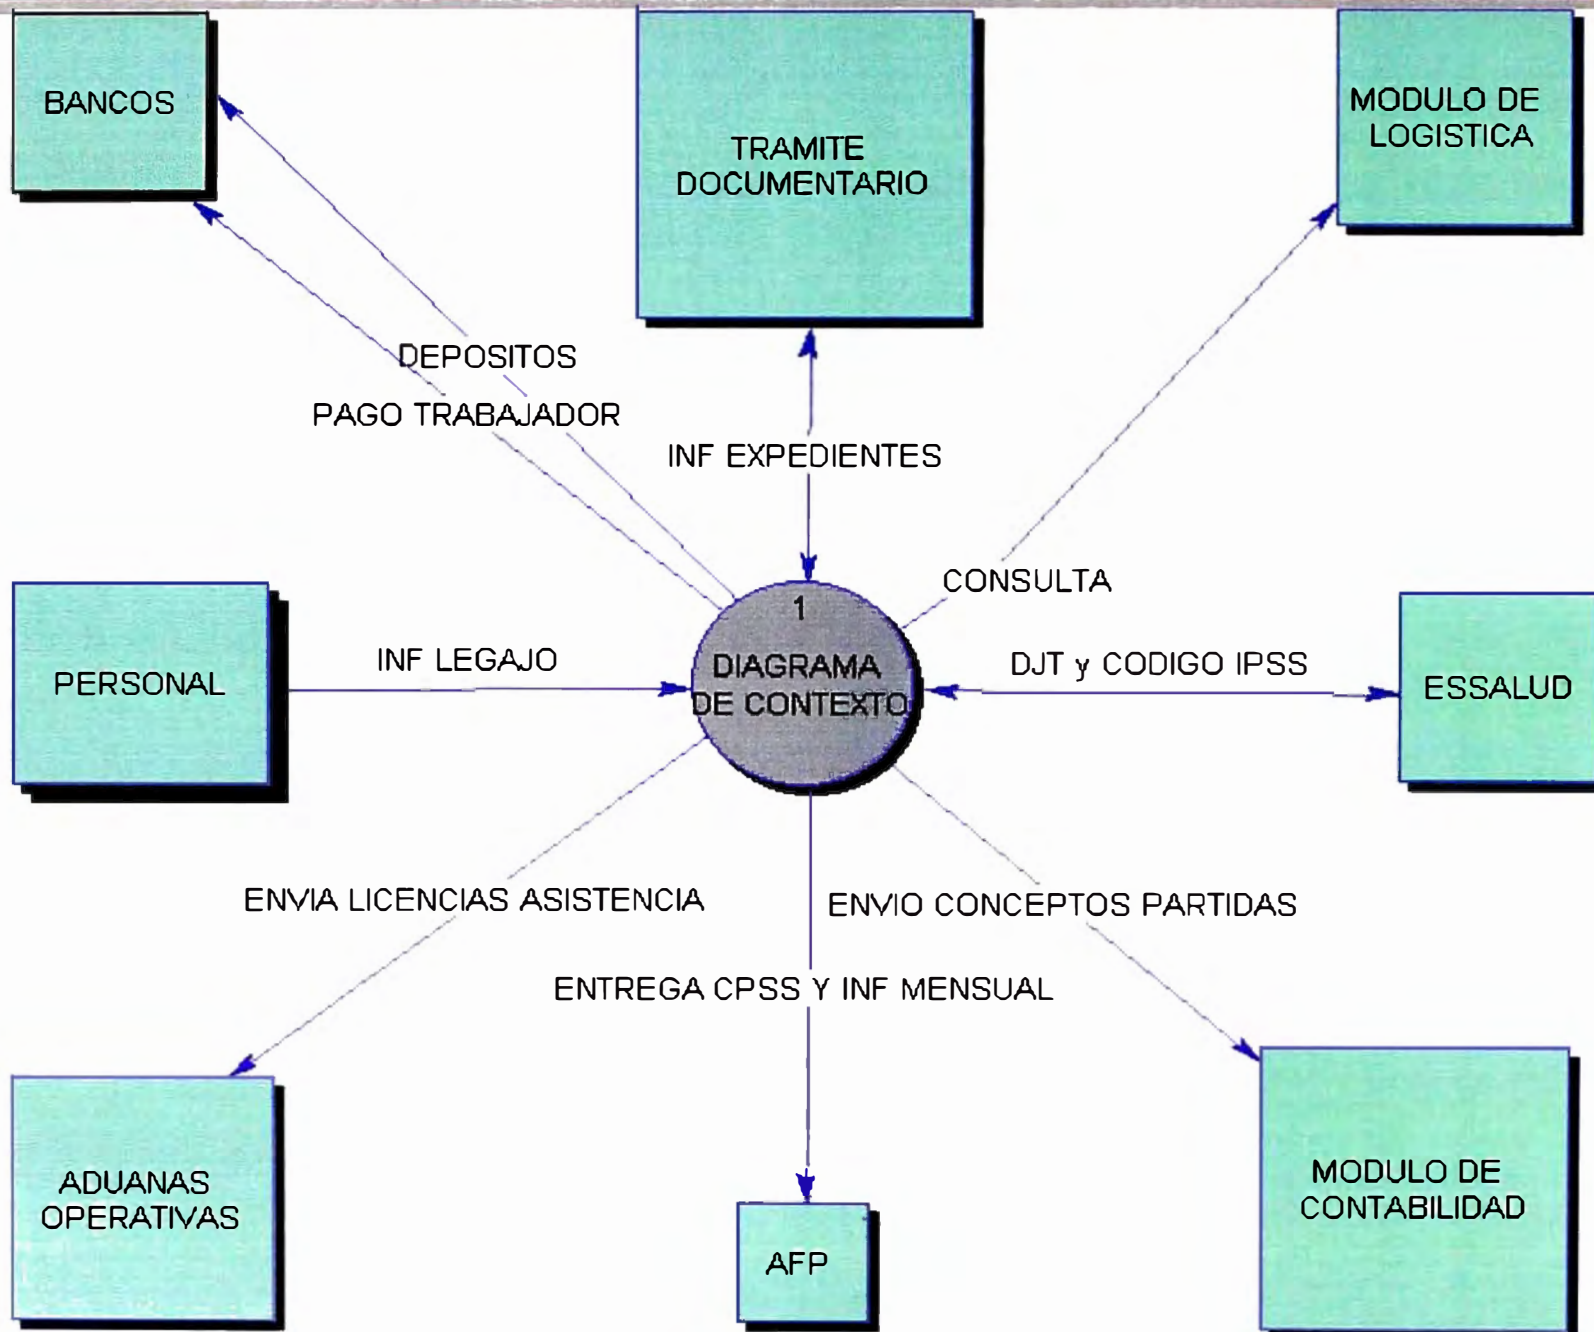 BANCOS
TRAMITE
DOCUMENTARIO
MODULO DE
LOGISTICA
DEPOSITOS
PAGO TRABAJADOR
INF EXPEDIENTES
CONSULTA
PERSONAL
INF LEGAJO
1
DIAGRAMA
DE CONTEXTO
DJT y CODIGO IPSS
ESSALUD
ENVIA LICENCIAS ASISTENCIA
ENVIO CONCEPTOS PARTIDAS
ENTREGA CPSS Y INF MENSUAL
ADUANAS
OPERATIVAS
AFP
MODULO DE
CONTABILIDAD